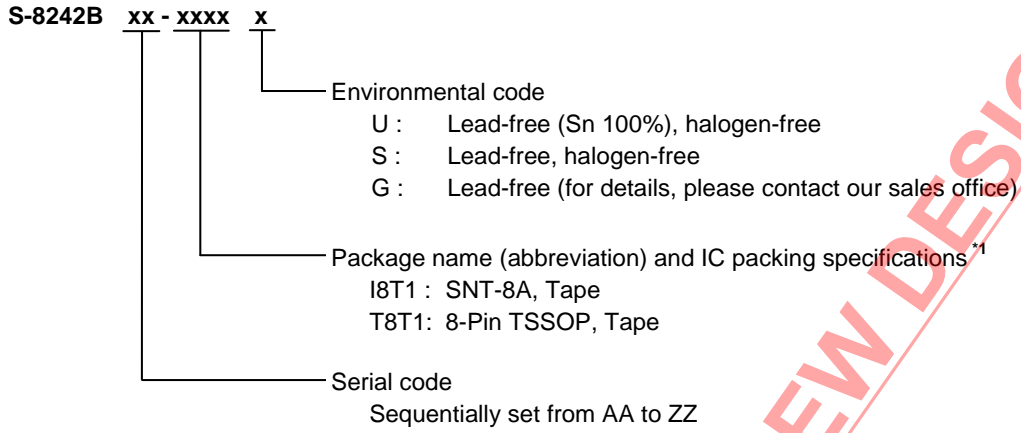 S-8242B xx - xxxx x
Environmental code
U : Lead-free (Sn 100%), halogen-free
S : Lead-free, halogen-free
G : Lead-free (for details, please contact our sales office)
Package name (abbreviation) and IC packing specifications *1
I8T1 : SNT-8A, Tape
T8T1: 8-Pin TSSOP, Tape
Serial code
Sequentially set from AA to ZZ